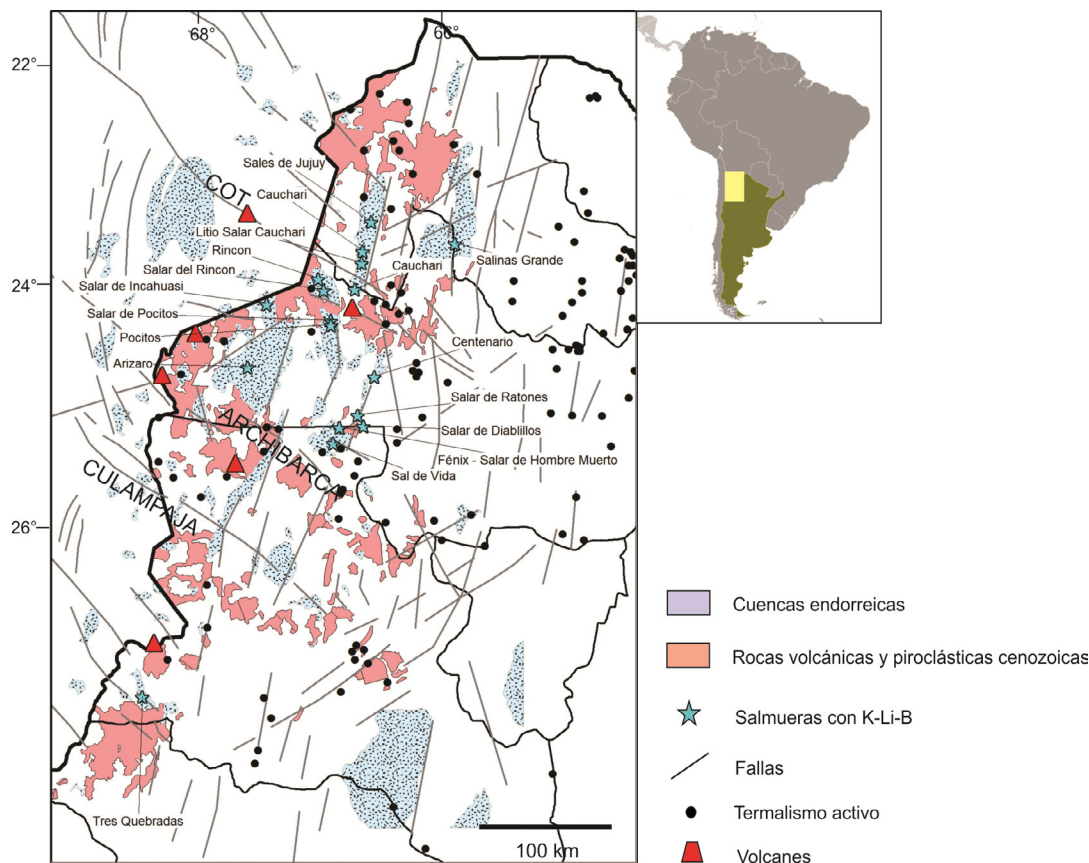 68°
66°
22°
Sales de Jujuy
COT
Cauchari
Litio Salar Cauchari
Rincon
Salinas Grande
Salar del Rincon
Cauchari
24°
Salar de Incahuasi
Salar de Pocitos
Pocitos
Centenario
Arizaro
Salar de Ratones
ARCHIBARCA
Salar de Diablillos
Fénix - Salar de Hombre Muerto
Sal de Vida
CULAMPAJA
26°
Cuencas endorreicas
Rocas volcánicas y piroclásticas cenozoicas
Salmueras con K-Li-B
Fallas
Termalismo activo
Tres Quebradas
100 km
Volcanes